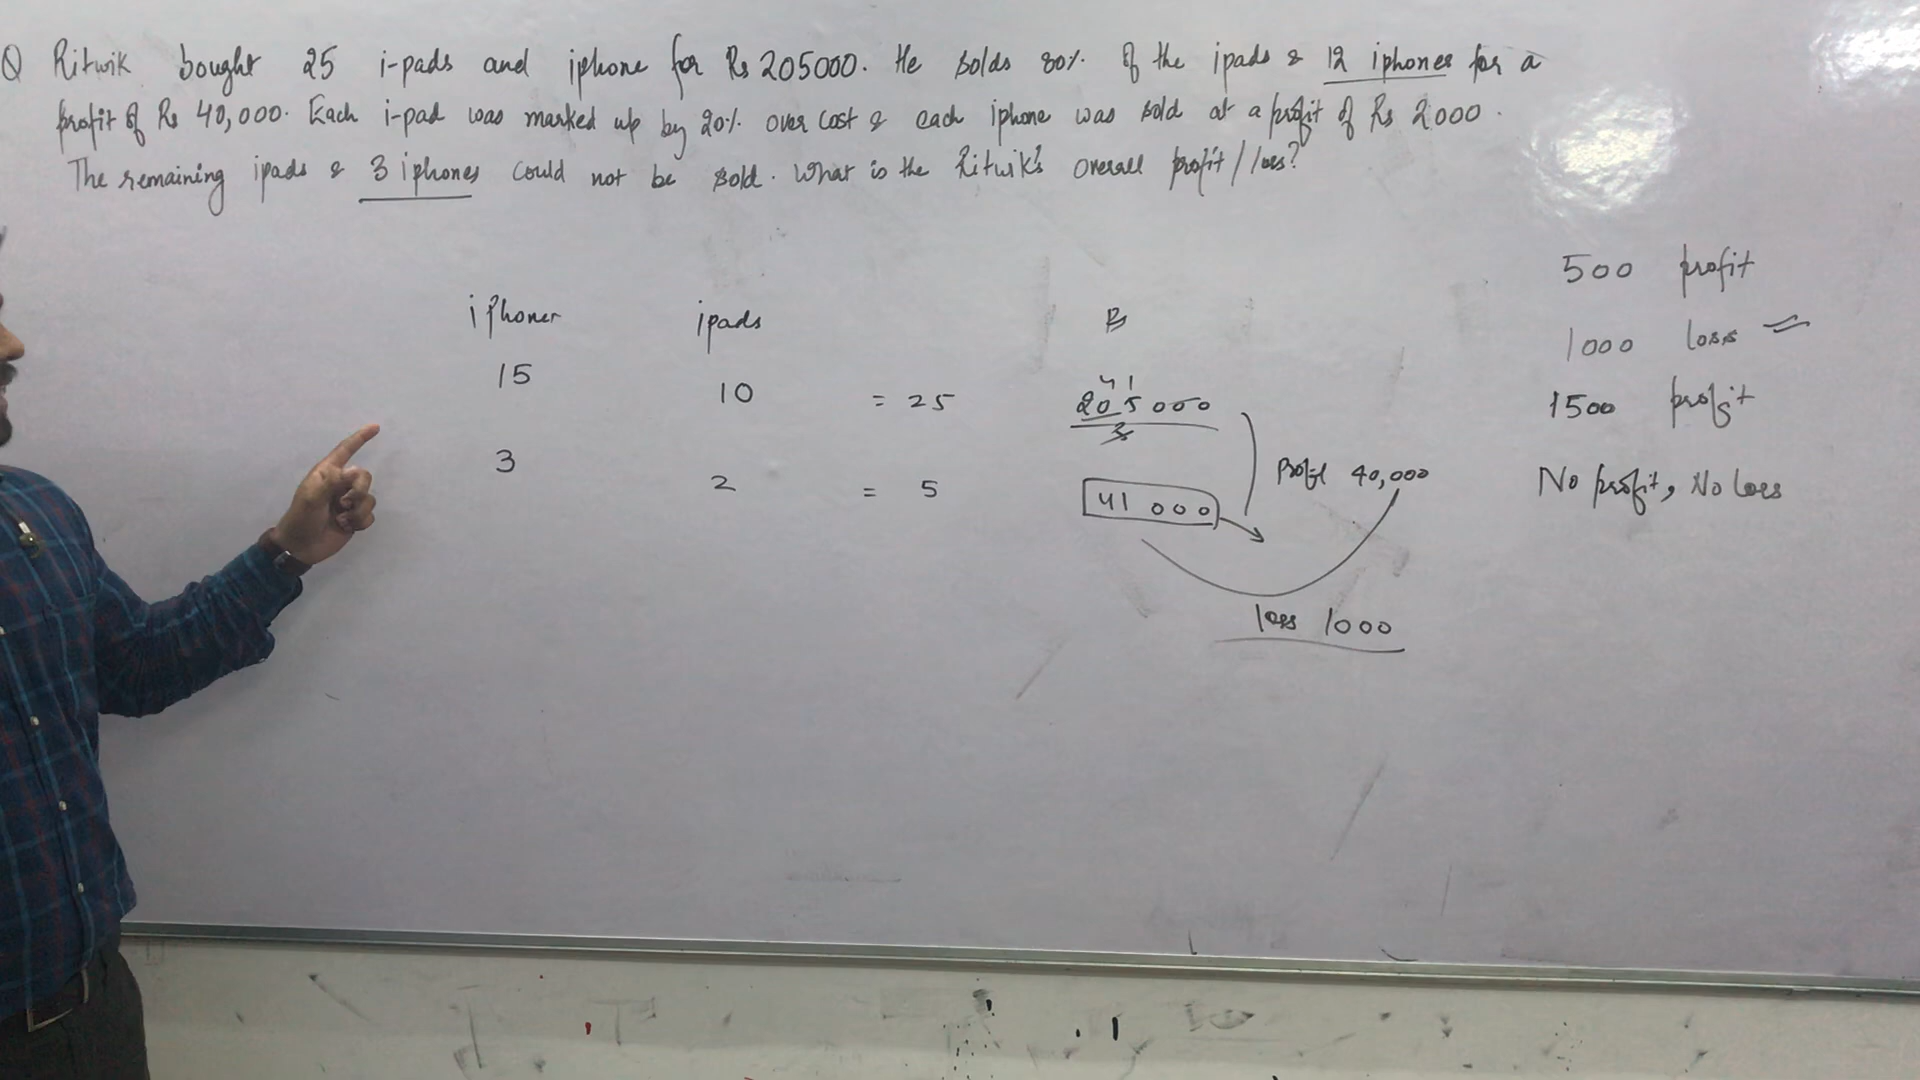 Q Ritwik bought 25 i-pads and iphone for Rs 205000. He solds 80%. of the ipads & 12 iphones for a
profit of Rs 40,000. Each i-pad was marked up by 20% over cost & each iphone was sold at a profit of Rs 2000.
The remaining ipads & 3 iphones could not be sold. What is the Ritwik's overall profit/loss?
500 profit
iphones ipads Rs
1000 loss
15 10 = 25
41
205000
1500 profit
3 2 = 5
41 000
Profit 40,000
No profit, No loss
loss 1000